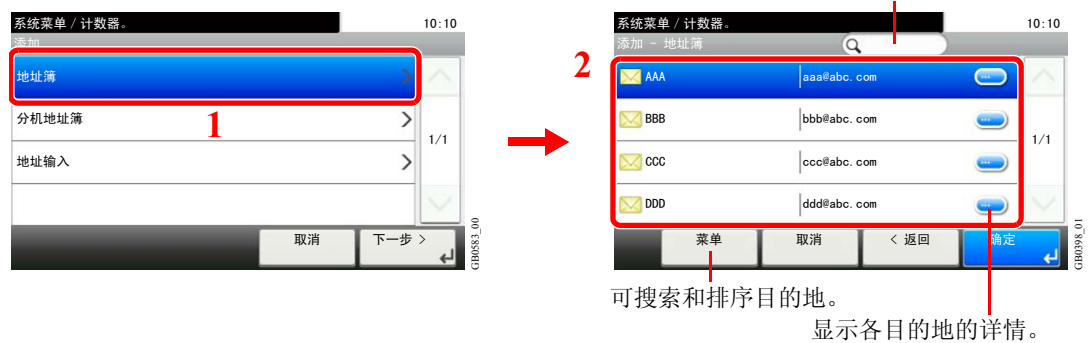 系统菜单 / 计数器。 10:10
添加
地址簿
1
分机地址簿
1/1
地址输入
取消 下一步 >
GB0583_00
系统菜单 / 计数器。 10:10
添加 - 地址簿
2
AAA aaa@abc.com
BBB bbb@abc.com
1/1
CCC ccc@abc.com
DDD ddd@abc.com
菜单 取消 < 返回 确定
GB0398_01
可搜索和排序目的地。
显示各目的地的详情。